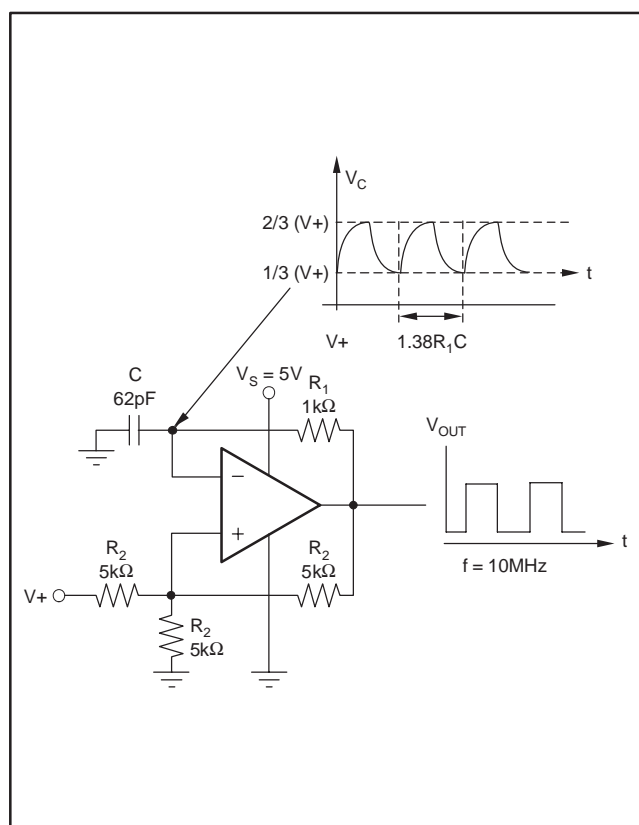 V_C
2/3 (V+)
1/3 (V+)
t
V+
1.38R_1C
C
62pF
V_S = 5V
R_1
1kΩ
V_OUT
−
+
R_2
5kΩ
R_2
5kΩ
t
V+
f = 10MHz
R_2
5kΩ